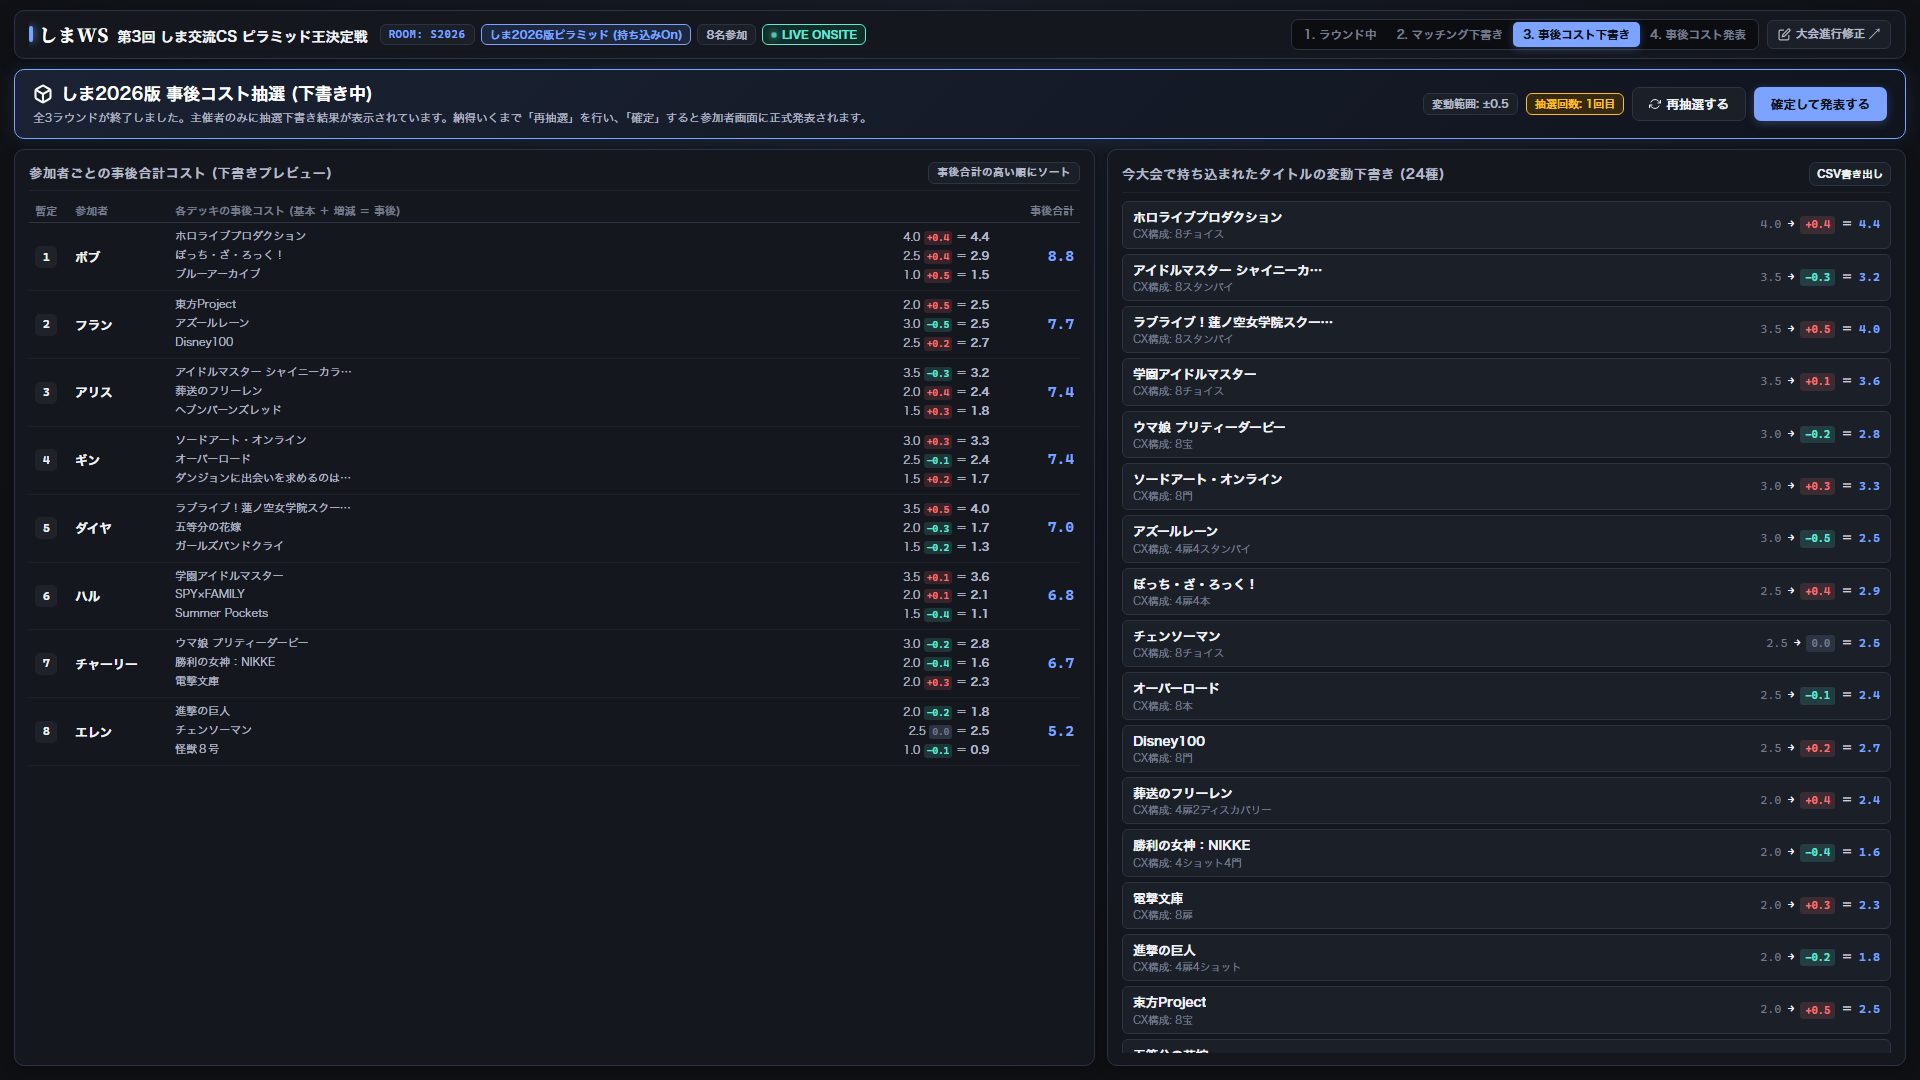 しまWS 第3回 しま交流CS ピラミッド王決定戦 ROOM: S2026 しま2026版ピラミッド (持ち込みOn) 8名参加 LIVE ONSITE
1. ラウンド中 2. マッチング下書き 3. 事後コスト下書き 4. 事後コスト発表 大会進行修正
しま2026版 事後コスト抽選 (下書き中)
全3ラウンドが終了しました。主催者のみに抽選下書き結果が表示されています。納得いくまで「再抽選」を行い、「確定」すると参加者画面に正式発表されます。
変動範囲: ±0.5 抽選回数: 1回目 再抽選する 確定して発表する
参加者ごとの事後合計コスト (下書きプレビュー) 事後合計の高い順にソート
暫定 参加者 各デッキの事後コスト (基本 + 増減 = 事後) 事後合計
1 ボブ 8.8
ホロライブプロダクション 4.0 +0.4 = 4.4
ぼっち・ざ・ろっく！ 2.5 +0.4 = 2.9
ブルーアーカイブ 1.0 +0.5 = 1.5
2 フラン 7.7
東方Project 2.0 +0.5 = 2.5
アズールレーン 3.0 −0.5 = 2.5
Disney100 2.5 +0.2 = 2.7
3 アリス 7.4
アイドルマスター シャイニーカラ… 3.5 −0.3 = 3.2
葬送のフリーレン 2.0 +0.4 = 2.4
ヘブンバーンズレッド 1.5 +0.3 = 1.8
4 ギン 7.4
ソードアート・オンライン 3.0 +0.3 = 3.3
オーバーロード 2.5 −0.1 = 2.4
ダンジョンに出会いを求めるのは… 1.5 +0.2 = 1.7
5 ダイヤ 7.0
ラブライブ！蓮ノ空女学院スクー… 3.5 +0.5 = 4.0
五等分の花嫁 2.0 −0.3 = 1.7
ガールズバンドクライ 1.5 −0.2 = 1.3
6 ハル 6.8
学園アイドルマスター 3.5 +0.1 = 3.6
SPY×FAMILY 2.0 +0.1 = 2.1
Summer Pockets 1.5 −0.4 = 1.1
7 チャーリー 6.7
ウマ娘 プリティーダービー 3.0 −0.2 = 2.8
勝利の女神：NIKKE 2.0 −0.4 = 1.6
電撃文庫 2.0 +0.3 = 2.3
8 エレン 5.2
進撃の巨人 2.0 −0.2 = 1.8
チェンソーマン 2.5 0.0 = 2.5
怪獣８号 1.0 −0.1 = 0.9
今大会で持ち込まれたタイトルの変動下書き (24種) CSV書き出し
ホロライブプロダクション 4.0 → +0.4 = 4.4
CX構成: 8チョイス
アイドルマスター シャイニーカ… 3.5 → −0.3 = 3.2
CX構成: 8スタンバイ
ラブライブ！蓮ノ空女学院スクー… 3.5 → +0.5 = 4.0
CX構成: 8スタンバイ
学園アイドルマスター 3.5 → +0.1 = 3.6
CX構成: 8チョイス
ウマ娘 プリティーダービー 3.0 → −0.2 = 2.8
CX構成: 8宝
ソードアート・オンライン 3.0 → +0.3 = 3.3
CX構成: 8門
アズールレーン 3.0 → −0.5 = 2.5
CX構成: 4扉4スタンバイ
ぼっち・ざ・ろっく！ 2.5 → +0.4 = 2.9
CX構成: 4扉4本
チェンソーマン 2.5 → 0.0 = 2.5
CX構成: 8チョイス
オーバーロード 2.5 → −0.1 = 2.4
CX構成: 8本
Disney100 2.5 → +0.2 = 2.7
CX構成: 8門
葬送のフリーレン 2.0 → +0.4 = 2.4
CX構成: 4扉2ディスカバリー
勝利の女神：NIKKE 2.0 → −0.4 = 1.6
CX構成: 4ショット4門
電撃文庫 2.0 → +0.3 = 2.3
CX構成: 8扉
進撃の巨人 2.0 → −0.2 = 1.8
CX構成: 4扉4ショット
東方Project 2.0 → +0.5 = 2.5
CX構成: 8宝